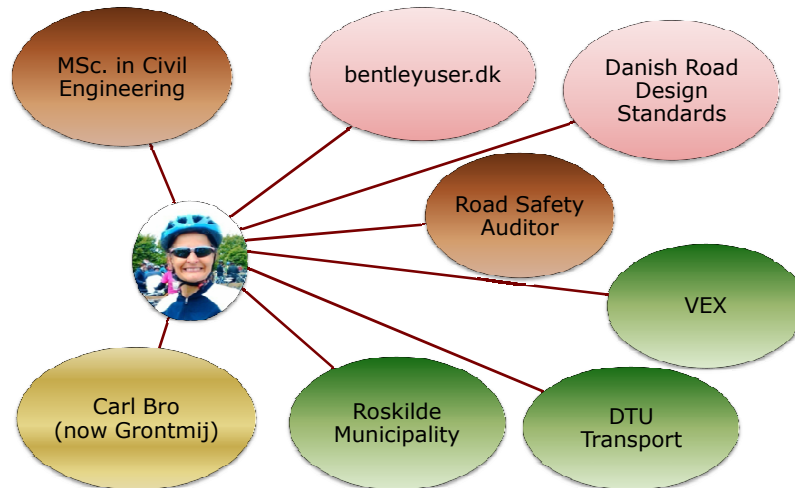 MSc. in Civil
Engineering
bentleyuser.dk
Danish Road
Design
Standards
Road Safety
Auditor
VEX
Carl Bro
(now Grontmij)
Roskilde
Municipality
DTU
Transport